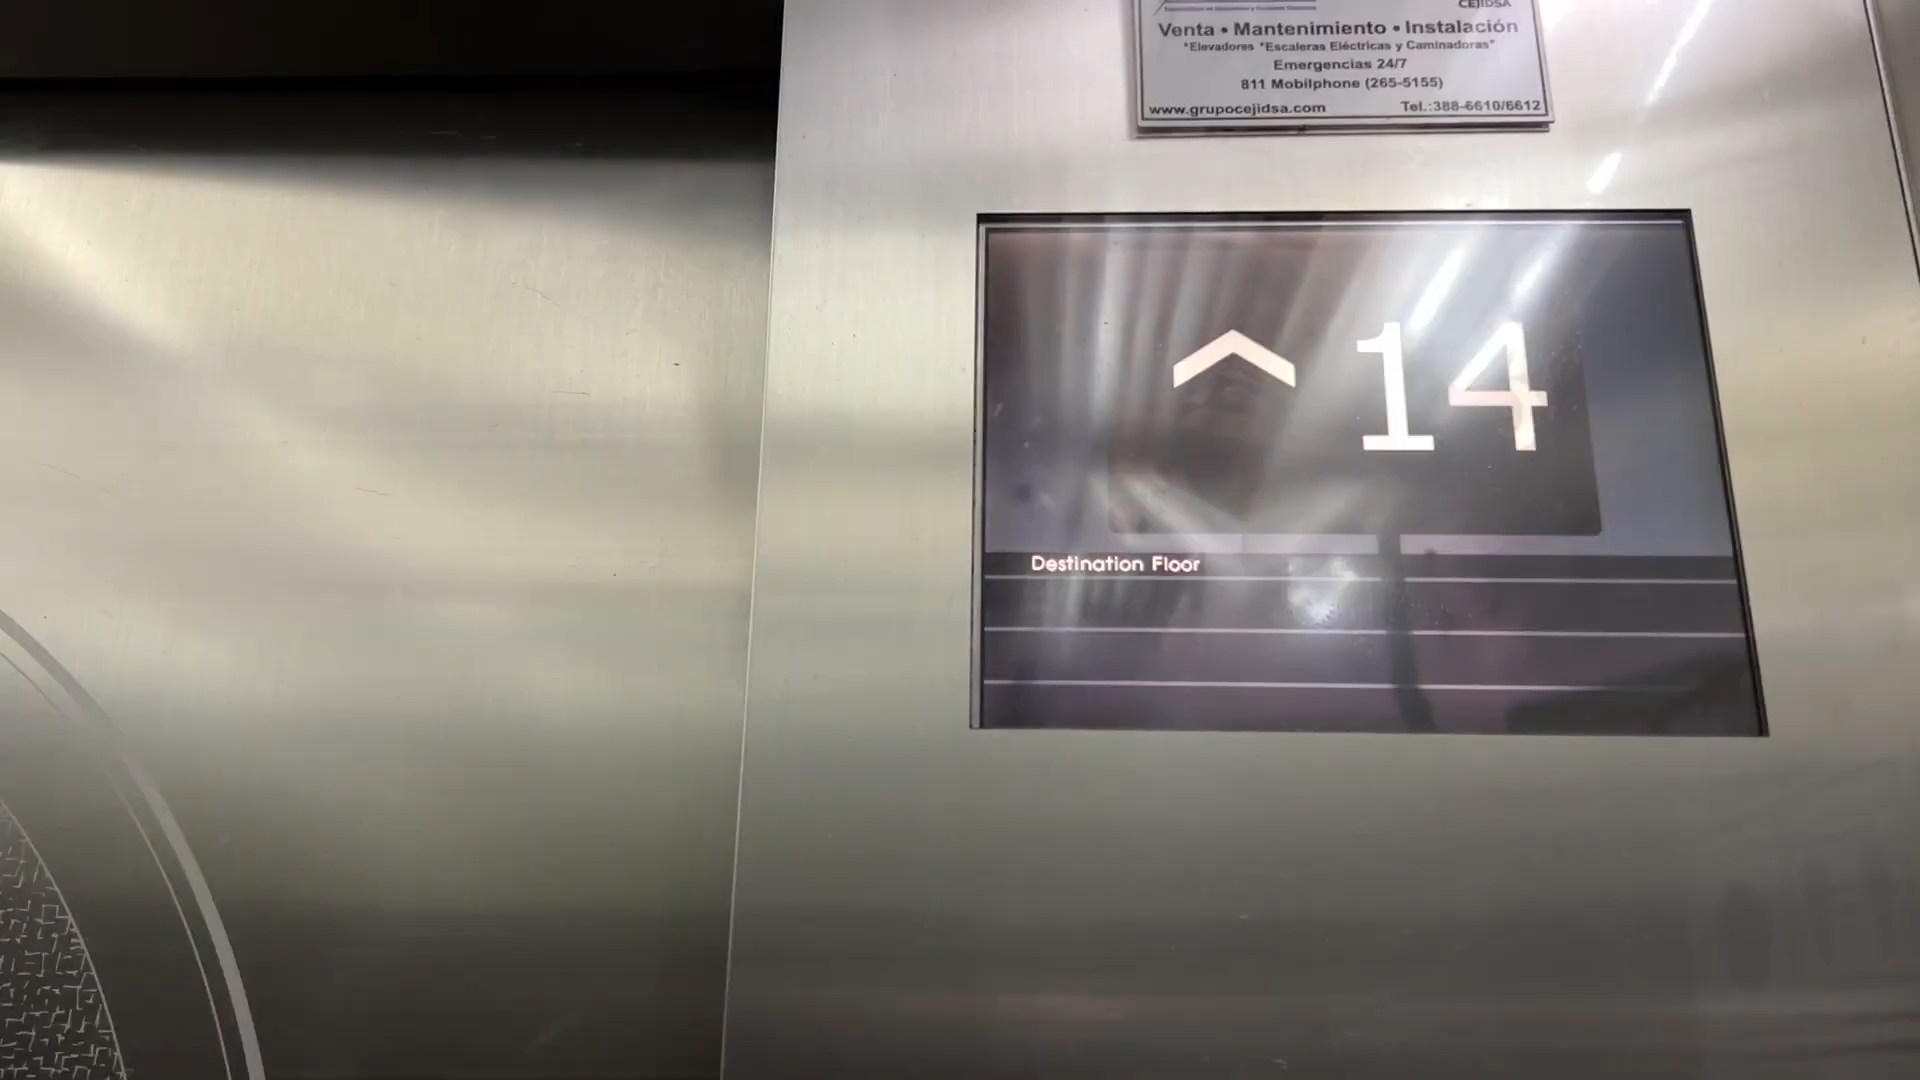 CEJIDSA
Venta • Mantenimiento • Instalación
*Elevadores *Escaleras Eléctricas y Caminadoras*
Emergencias 24/7
811 Mobilphone (265-5155)
www.grupocejidsa.com Tel.:388-6610/6612
14
Destination Floor